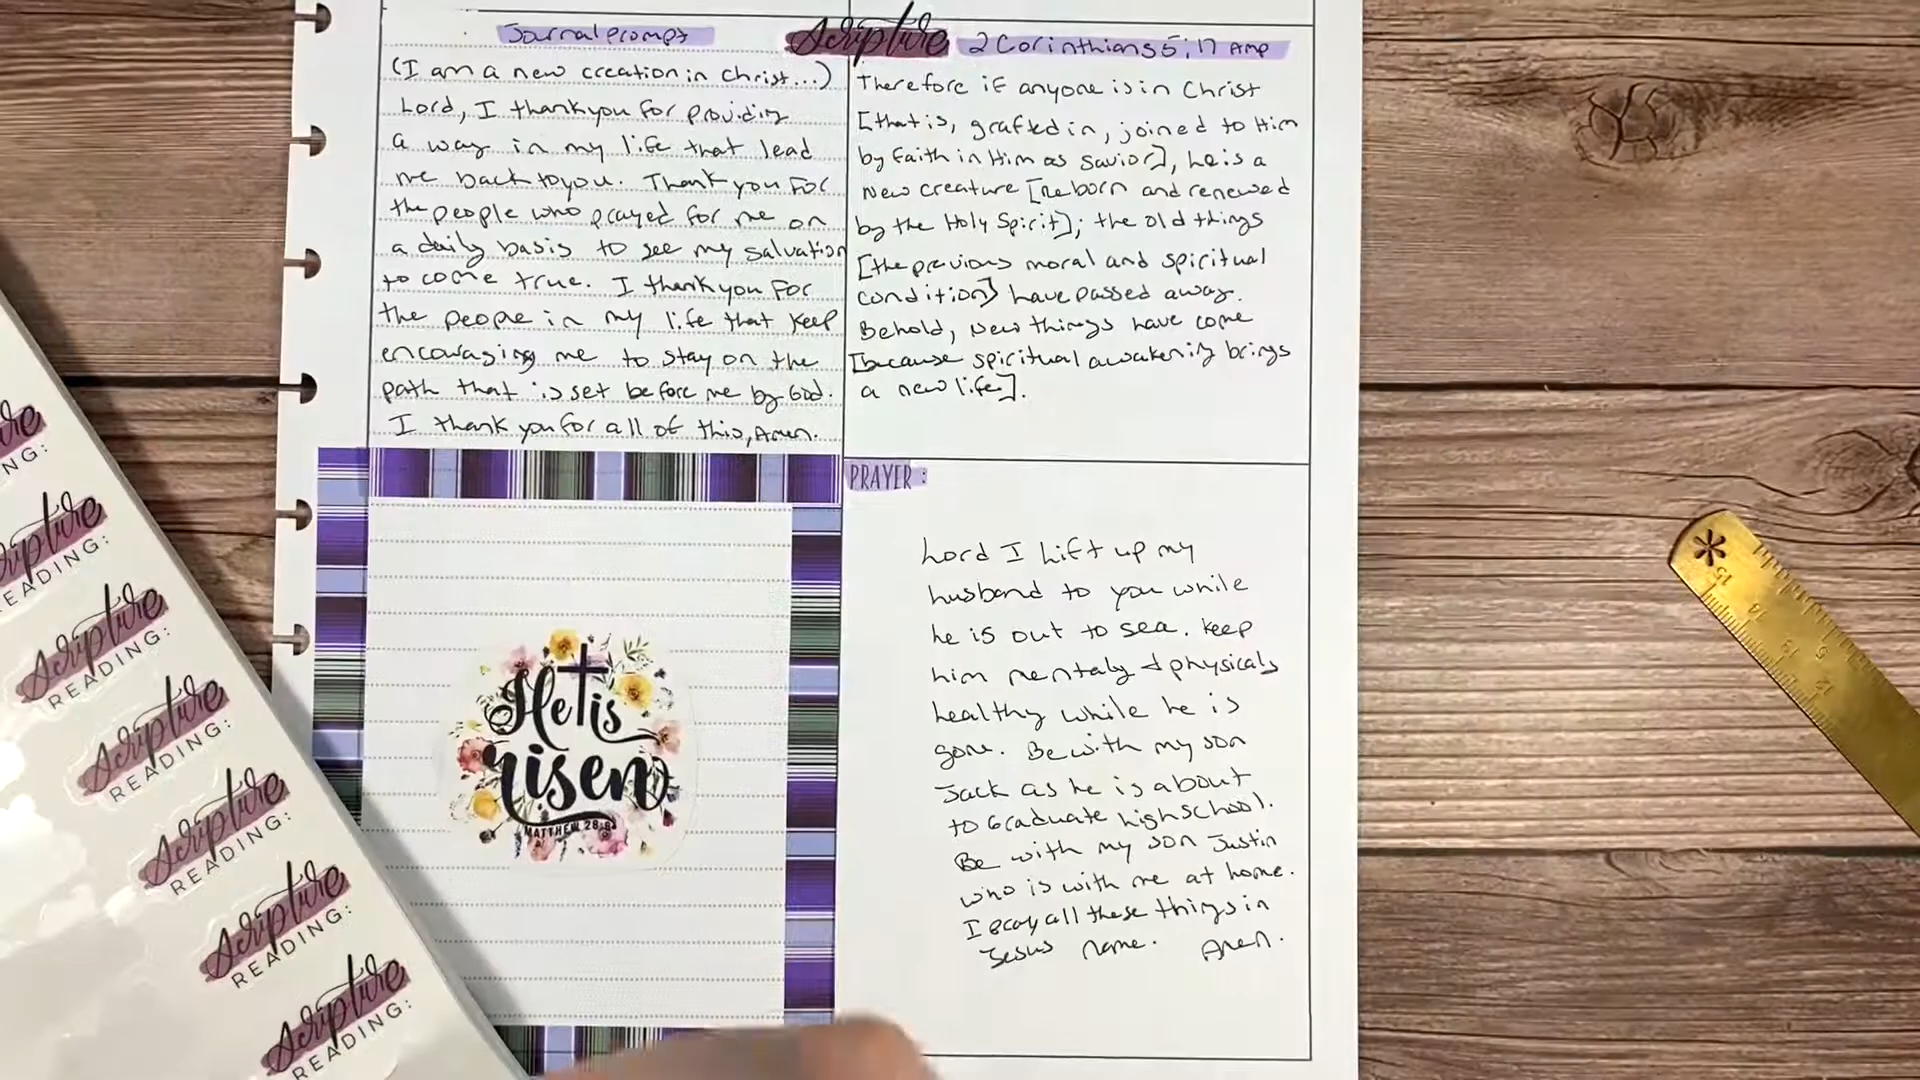 Journal prompt
(I am a new creation in Christ...)
Lord, I thank you for providing
a way in my life that lead
me back to you. Thank you for
the people who prayed for me on
a daily basis to see my salvation
to come true. I thank you for
the people in my life that keep
encouraging me to stay on the
path that is set before me by God.
I thank you for all of this, Amen.
Scripture 2 Corinthians 5:17 Amp
Therefore if anyone is in Christ
[that is, grafted in, joined to Him
by faith in Him as Savior], he is a
new creature [reborn and renewed
by the Holy Spirit]; the old things
[the previous moral and spiritual
condition] have passed away.
Behold, new things have come
[because spiritual awakening brings
a new life].
He is
risen
MATTHEW 28:6
PRAYER:
Lord I lift up my
husband to you while
he is out to sea. Keep
him mentaly & physicaly
healthy while he is
gone. Be with my son
Jack as he is about
to Graduate highschool.
Be with my son Justin
who is with me at home.
I pray all these things in
Jesus name. Amen.
Scripture
READING:
Scripture
READING:
Scripture
READING:
Scripture
READING:
Scripture
READING:
15
14
13
12
5